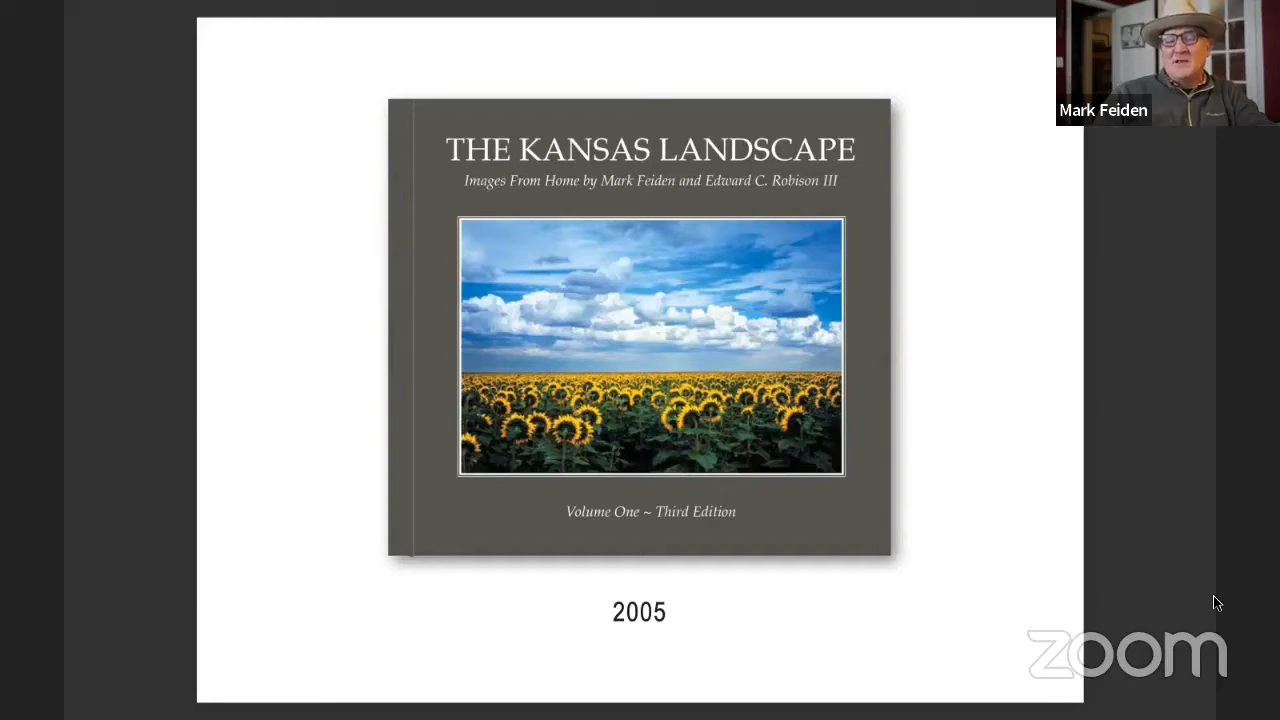 THE KANSAS LANDSCAPE
Images From Home by Mark Feiden and Edward C. Robison III
Volume One ~ Third Edition
2005
Mark Feiden
zoom